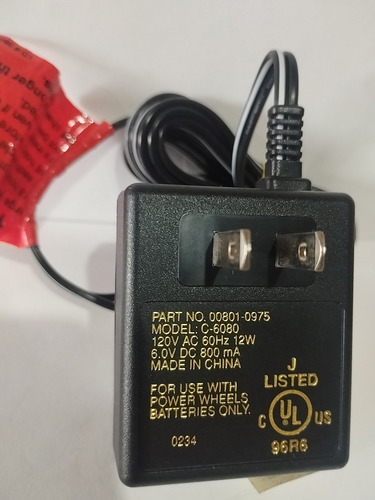 PART NO. 00801-0975
MODEL: C-6080
120V AC 60Hz 12W
6.0V DC 800 mA
MADE IN CHINA
FOR USE WITH
POWER WHEELS
BATTERIES ONLY.
0234
J
LISTED
C UL US
96R6